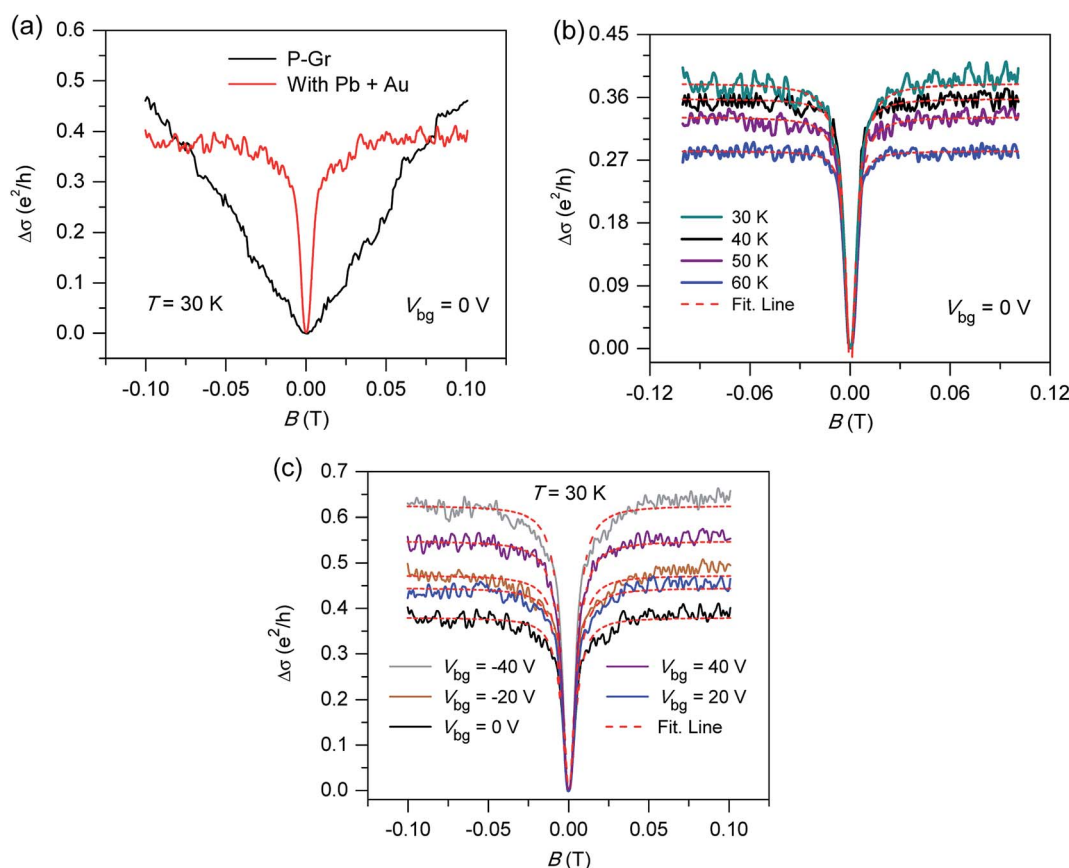 (a)
0.6
0.5
0.4
0.3
0.2
0.1
0.0
Δσ (e²/h)
P-Gr
With Pb + Au
T = 30 K
V_bg = 0 V
-0.10 -0.05 0.00 0.05 0.10
B (T)
(b)
0.45
0.36
0.27
0.18
0.09
0.00
Δσ (e²/h)
30 K
40 K
50 K
60 K
Fit. Line
V_bg = 0 V
-0.12 -0.06 0.00 0.06 0.12
B (T)
(c)
0.7
0.6
0.5
0.4
0.3
0.2
0.1
0.0
Δσ (e²/h)
T = 30 K
V_bg = -40 V
V_bg = -20 V
V_bg = 0 V
V_bg = 40 V
V_bg = 20 V
Fit. Line
-0.10 -0.05 0.00 0.05 0.10
B (T)